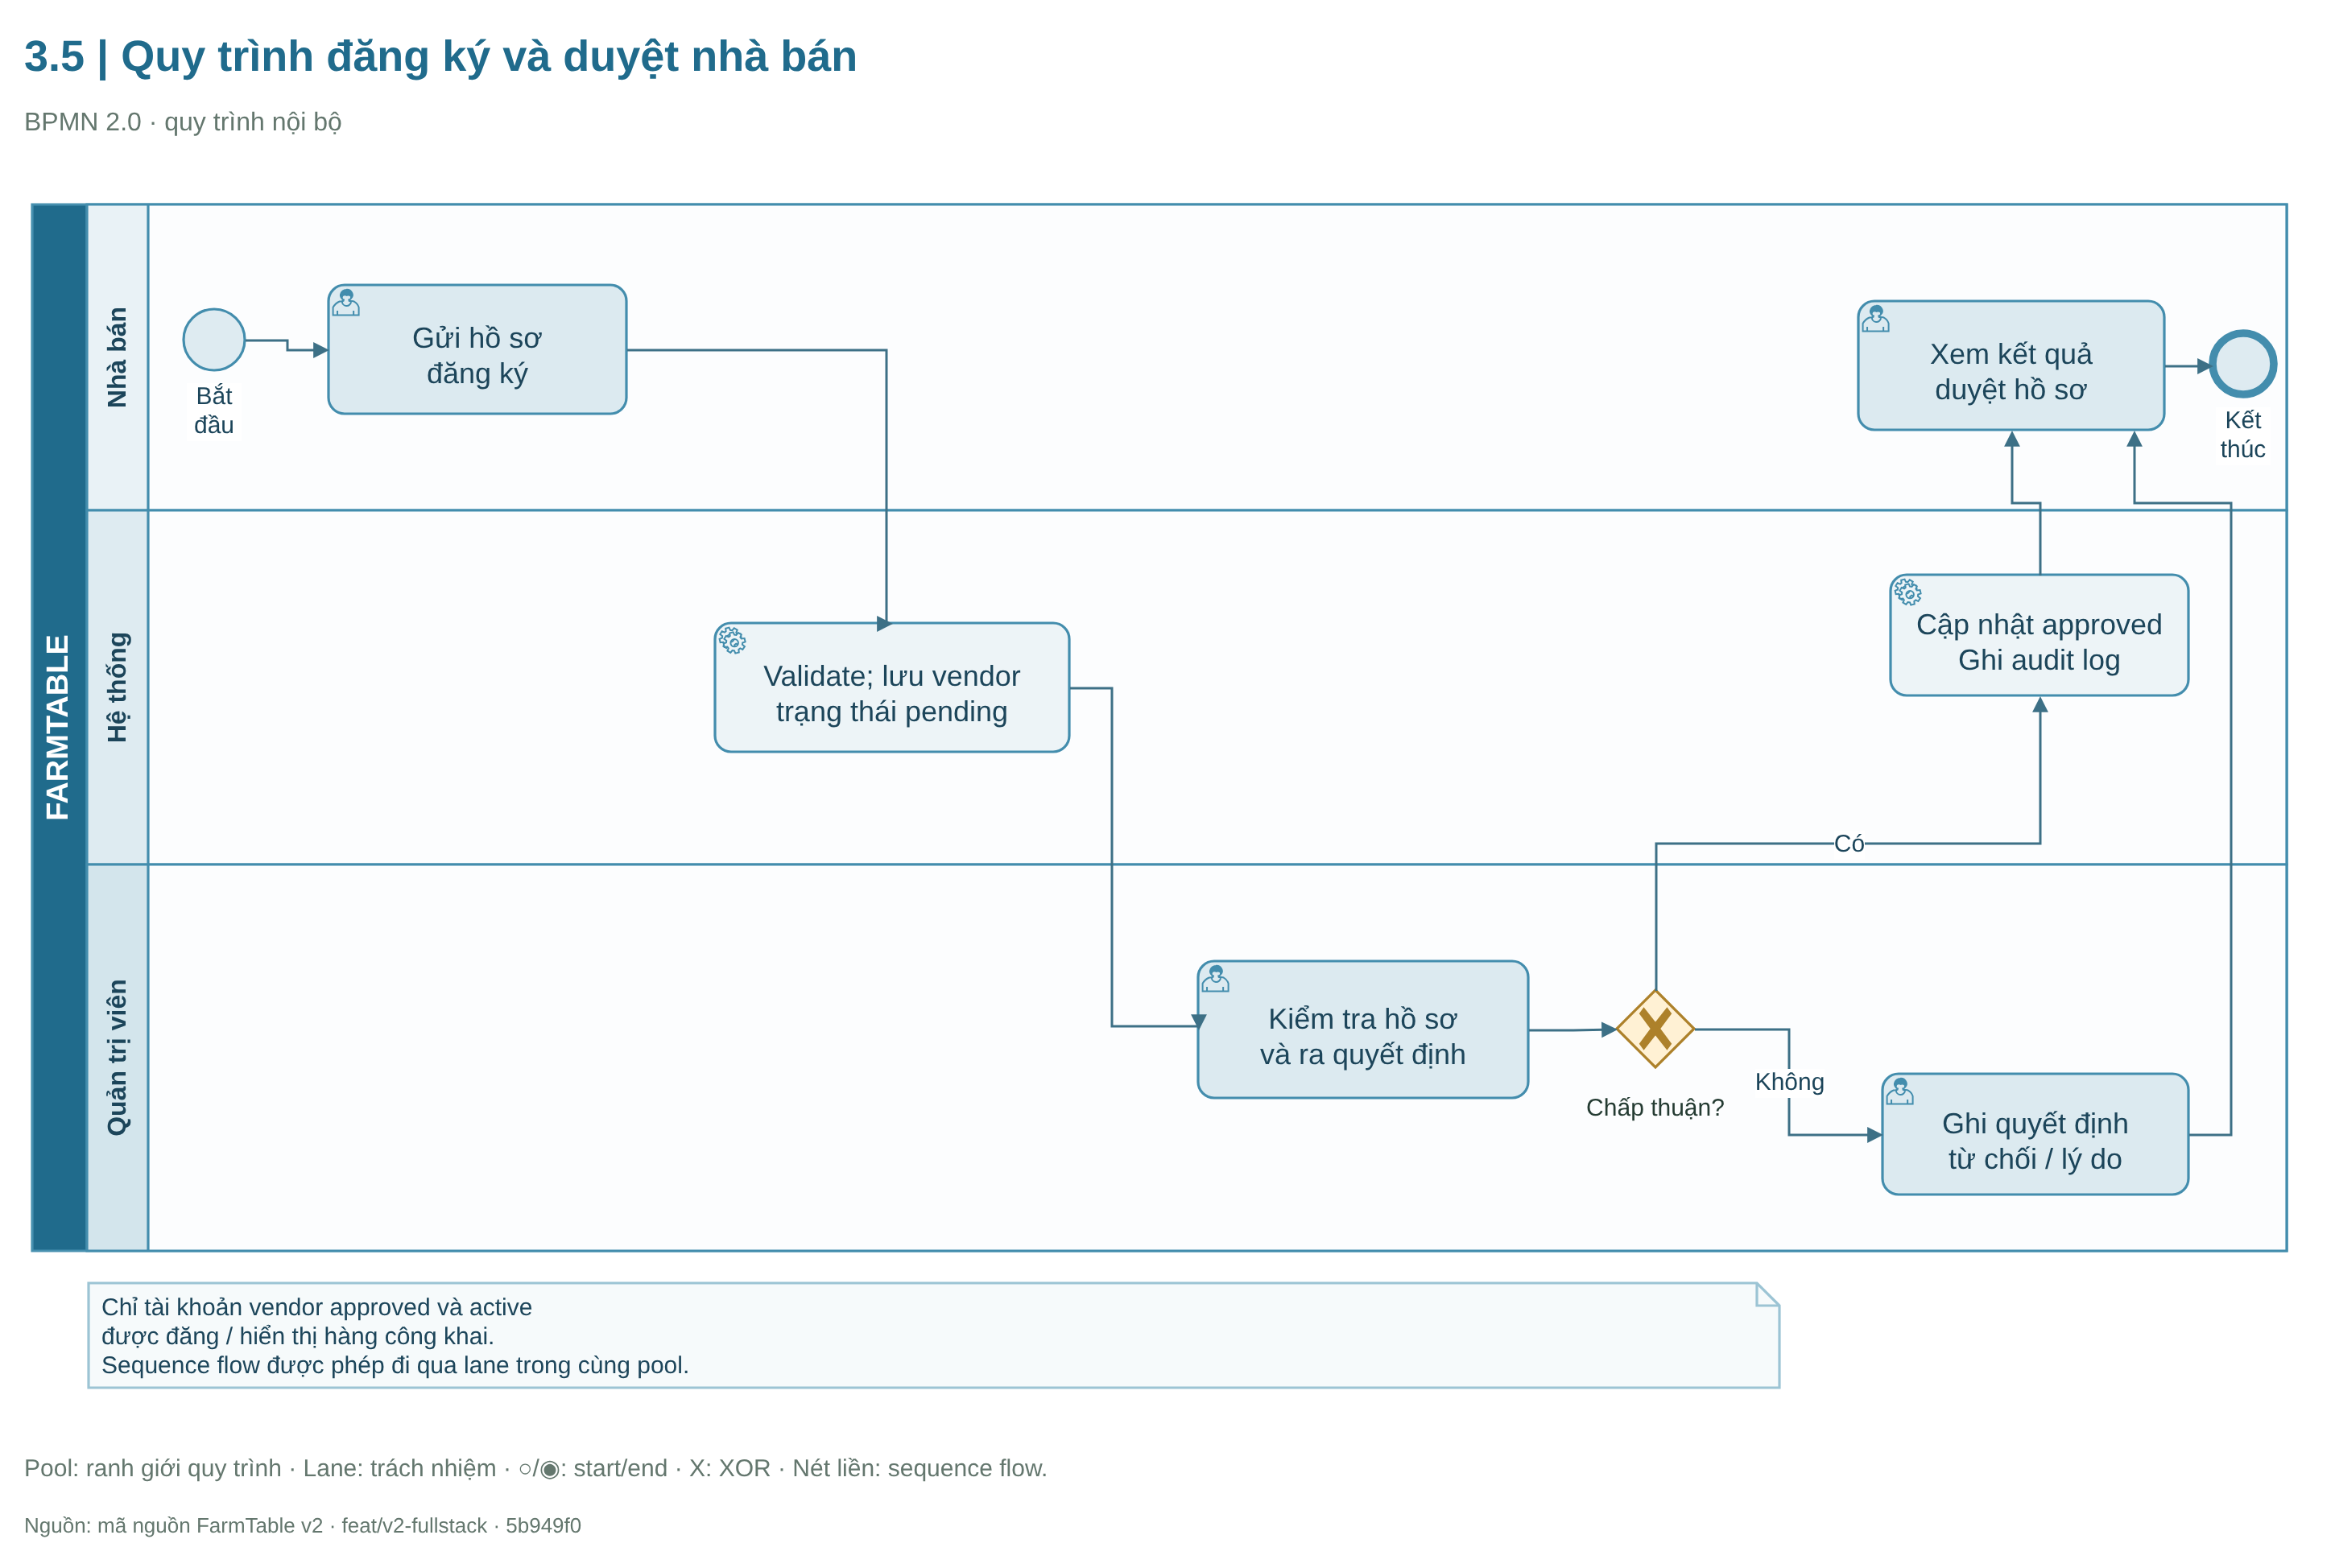 3.5 | Quy trình đăng ký và duyệt nhà bán
BPMN 2.0 · quy trình nội bộ
FARMTABLE
Nhà bán
Bắt
đầu
Gửi hồ sơ
đăng ký
Xem kết quả
duyệt hồ sơ
Kết
thúc
Hệ thống
Validate; lưu vendor
trạng thái pending
Cập nhật approved
Ghi audit log
Có
Quản trị viên
Kiểm tra hồ sơ
và ra quyết định
Chấp thuận?
Không
Ghi quyết định
từ chối / lý do
Chỉ tài khoản vendor approved và active
được đăng / hiển thị hàng công khai.
Sequence flow được phép đi qua lane trong cùng pool.
Pool: ranh giới quy trình · Lane: trách nhiệm · ○/◉: start/end · X: XOR · Nét liền: sequence flow.
Nguồn: mã nguồn FarmTable v2 · feat/v2-fullstack · 5b949f0